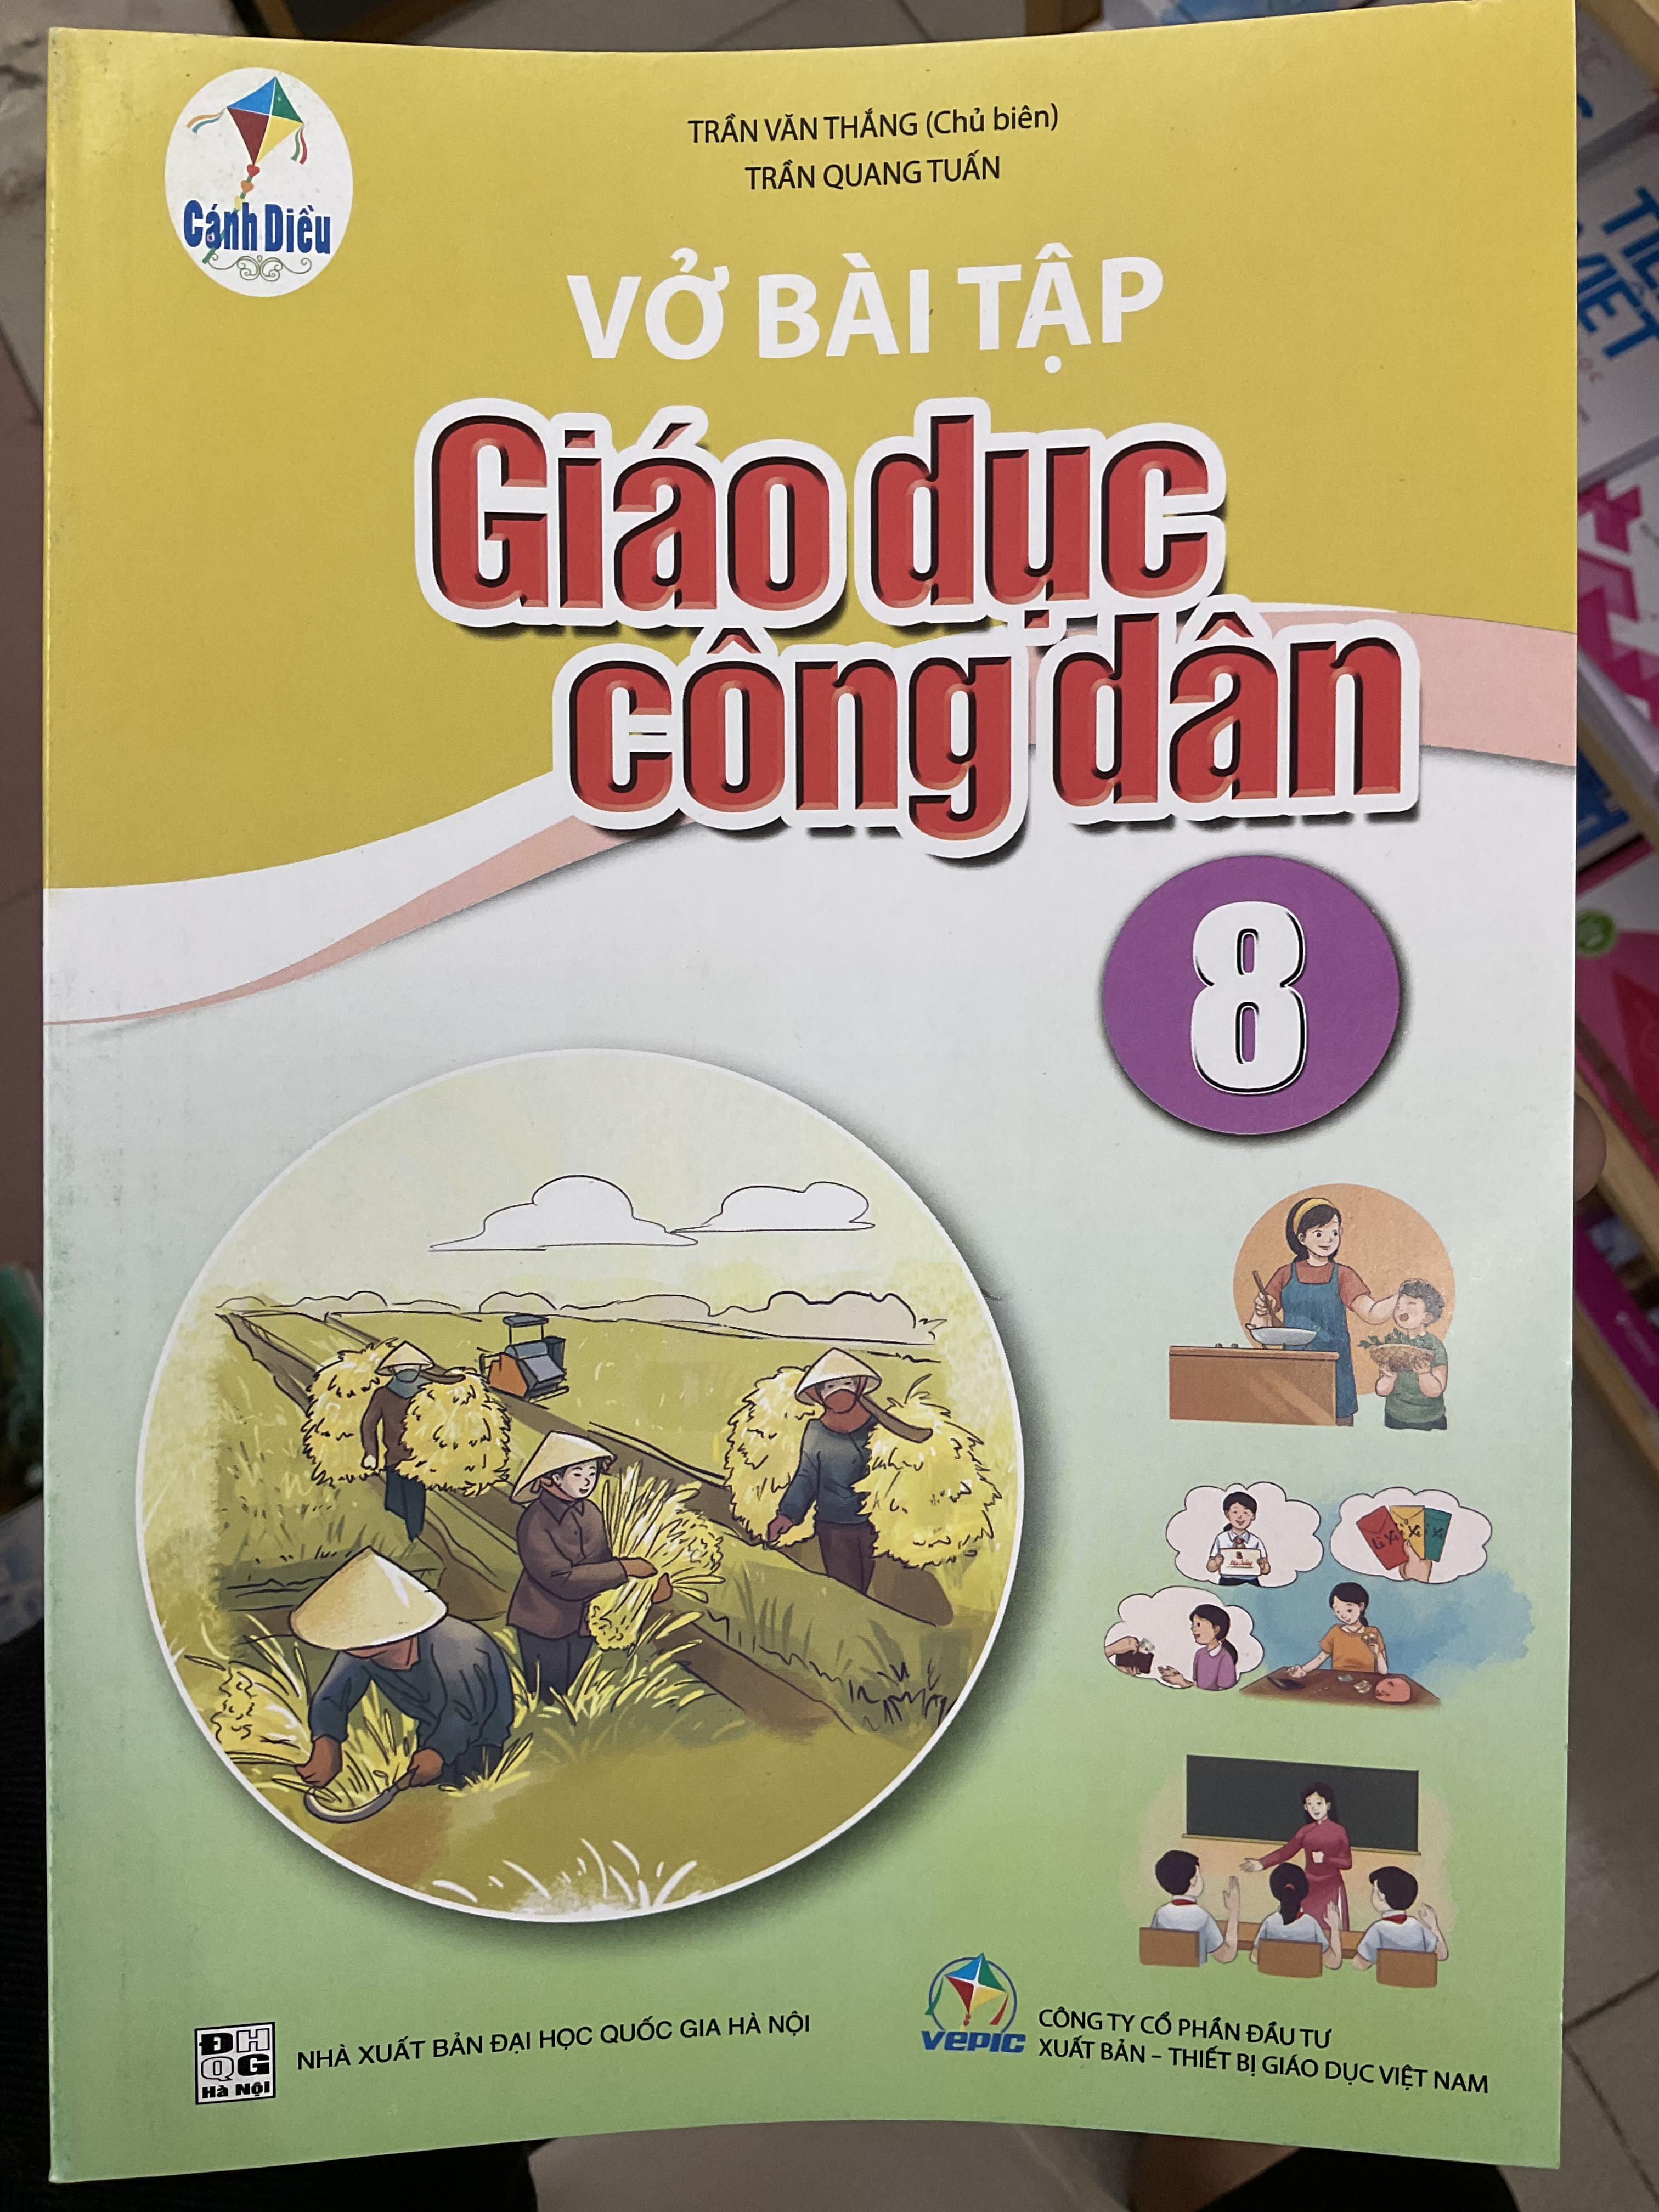 Cánh Diều
TRẦN VĂN THẮNG (Chủ biên)
TRẦN QUANG TUẤN
VỞ BÀI TẬP
Giáo dục
công dân
8
ĐH
QG
Hà Nội
NHÀ XUẤT BẢN ĐẠI HỌC QUỐC GIA HÀ NỘI
VEPIC
CÔNG TY CỔ PHẦN ĐẦU TƯ
XUẤT BẢN – THIẾT BỊ GIÁO DỤC VIỆT NAM